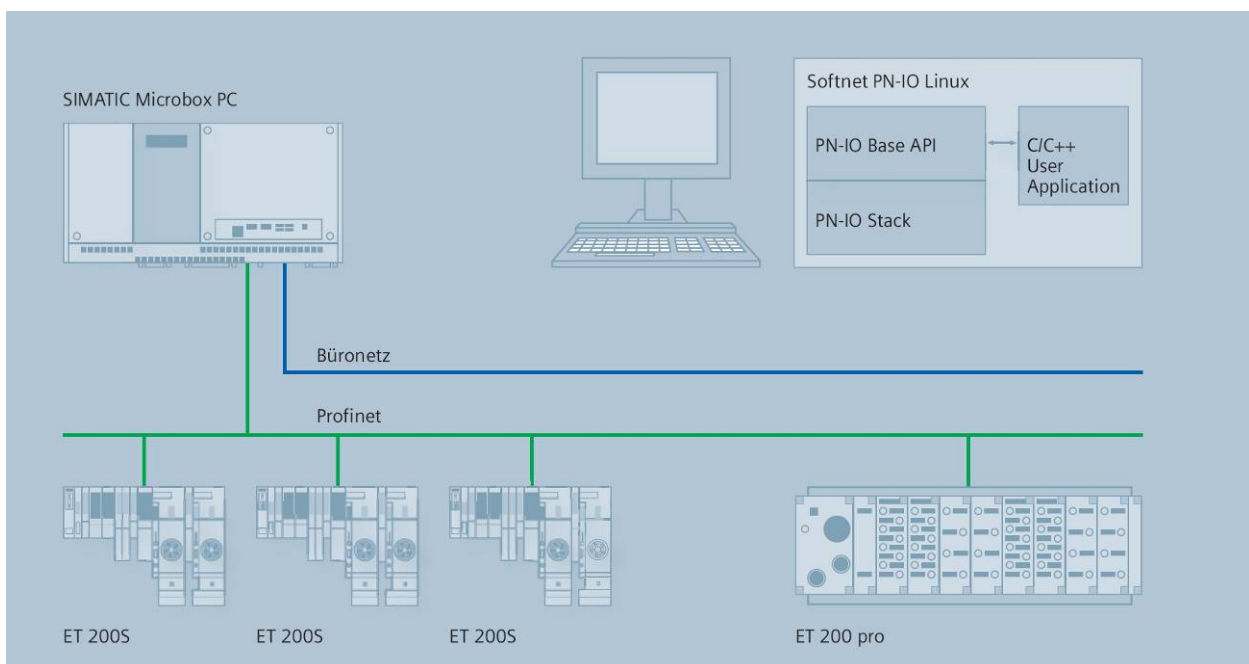 SIMATIC Microbox PC
Softnet PN-IO Linux
PN-IO Base API
C/C++
User
Application
PN-IO Stack
Büronetz
Profinet
ET 200S
ET 200S
ET 200S
ET 200 pro